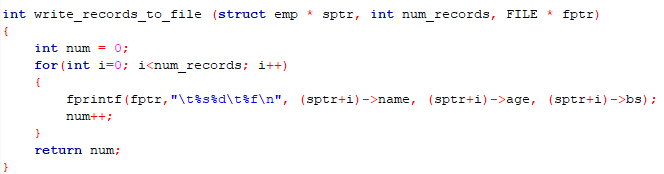 int write_records_to_file (struct emp * sptr, int num_records, FILE * fptr)
{
    int num = 0;
    for(int i=0; i<num_records; i++)
    {
        fprintf(fptr,"\t%s%d\t%f\n", (sptr+i)->name, (sptr+i)->age, (sptr+i)->bs);
        num++;
    }
    return num;
}